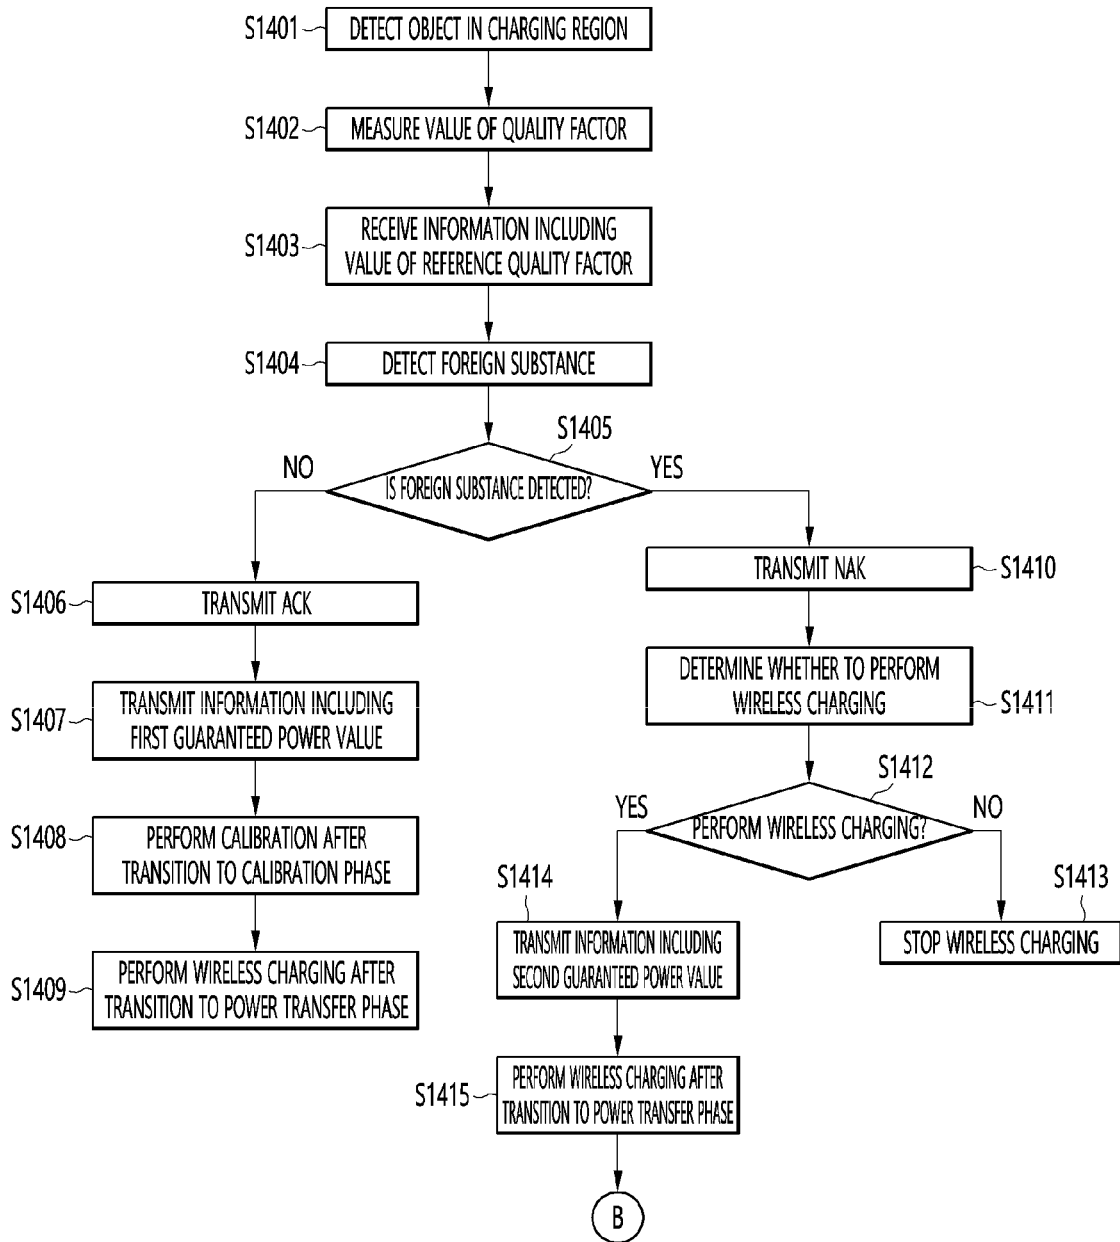 S1401
DETECT OBJECT IN CHARGING REGION
S1402
MEASURE VALUE OF QUALITY FACTOR
S1403
RECEIVE INFORMATION INCLUDING
VALUE OF REFERENCE QUALITY FACTOR
S1404
DETECT FOREIGN SUBSTANCE
S1405
NO
IS FOREIGN SUBSTANCE DETECTED?
YES
S1406
TRANSMIT ACK
S1407
TRANSMIT INFORMATION INCLUDING
FIRST GUARANTEED POWER VALUE
S1408
PERFORM CALIBRATION AFTER
TRANSITION TO CALIBRATION PHASE
S1409
PERFORM WIRELESS CHARGING AFTER
TRANSITION TO POWER TRANSFER PHASE
TRANSMIT NAK
S1410
DETERMINE WHETHER TO PERFORM
WIRELESS CHARGING
S1411
S1412
YES
PERFORM WIRELESS CHARGING?
NO
S1414
TRANSMIT INFORMATION INCLUDING
SECOND GUARANTEED POWER VALUE
S1413
STOP WIRELESS CHARGING
S1415
PERFORM WIRELESS CHARGING AFTER
TRANSITION TO POWER TRANSFER PHASE
B